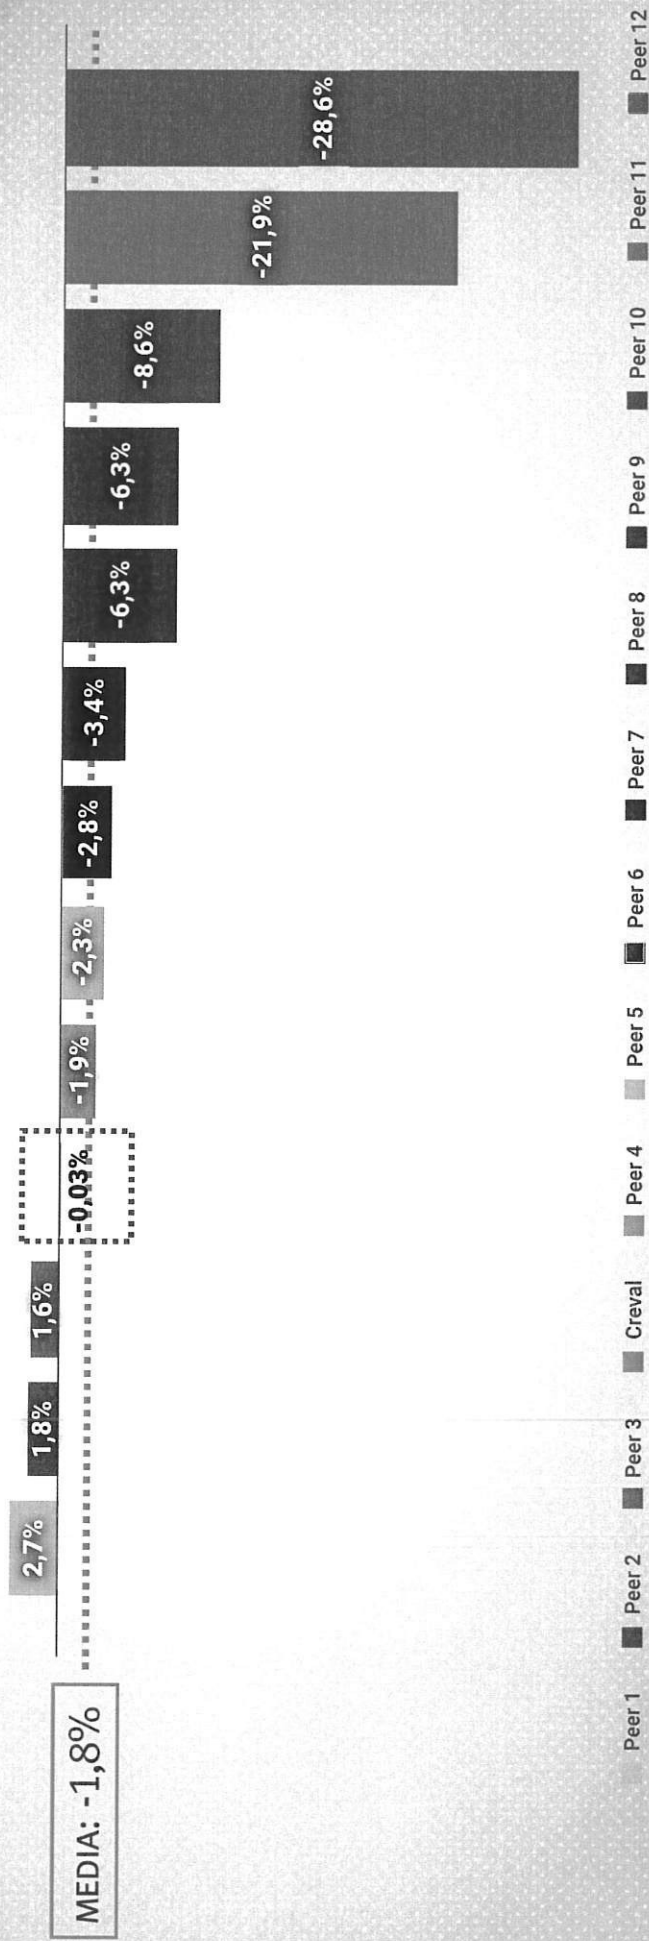 MEDIA: -1,8%
2,7%
1,8%
1,6%
-0,03%
-1,9%
-2,3%
-2,8%
-3,4%
-6,3%
-6,3%
-8,6%
-21,9%
-28,6%
Peer 1
Peer 2
Peer 3
Creval
Peer 4
Peer 5
Peer 6
Peer 7
Peer 8
Peer 9
Peer 10
Peer 11
Peer 12